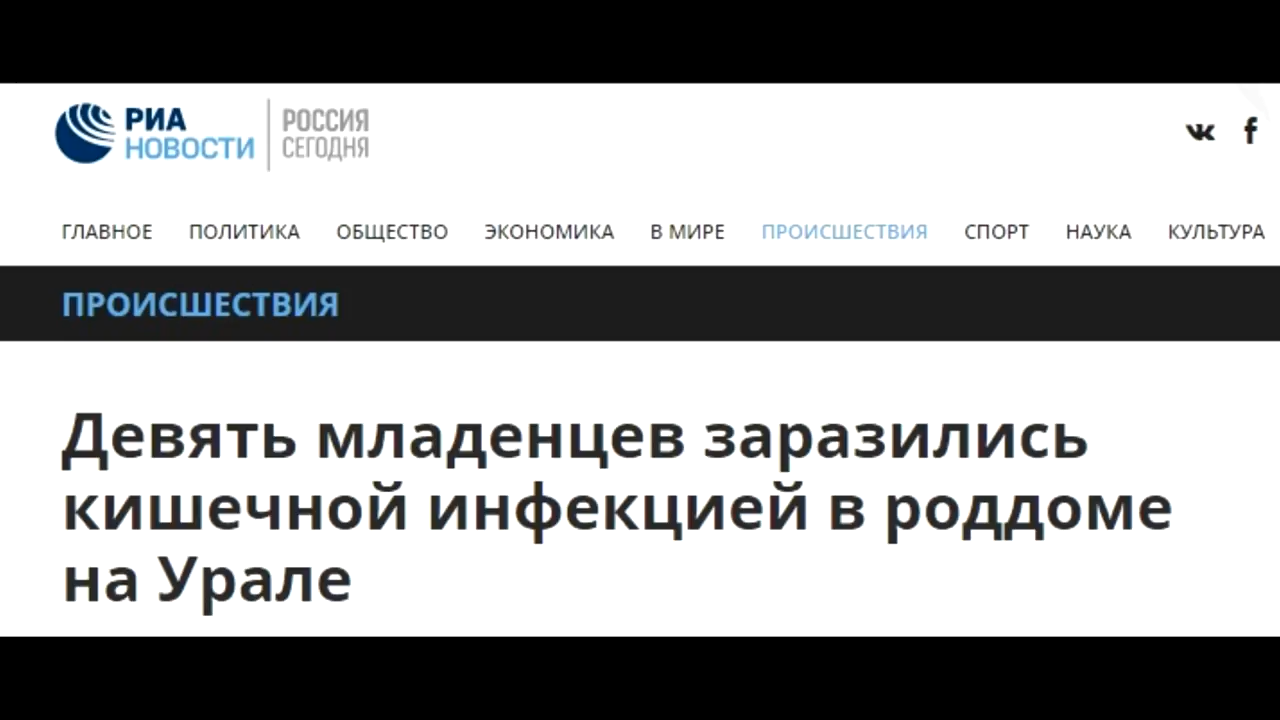 РИА
НОВОСТИ
РОССИЯ
СЕГОДНЯ
ГЛАВНОЕ ПОЛИТИКА ОБЩЕСТВО ЭКОНОМИКА В МИРЕ ПРОИСШЕСТВИЯ СПОРТ НАУКА КУЛЬТУРА
ПРОИСШЕСТВИЯ
Девять младенцев заразились
кишечной инфекцией в роддоме
на Урале